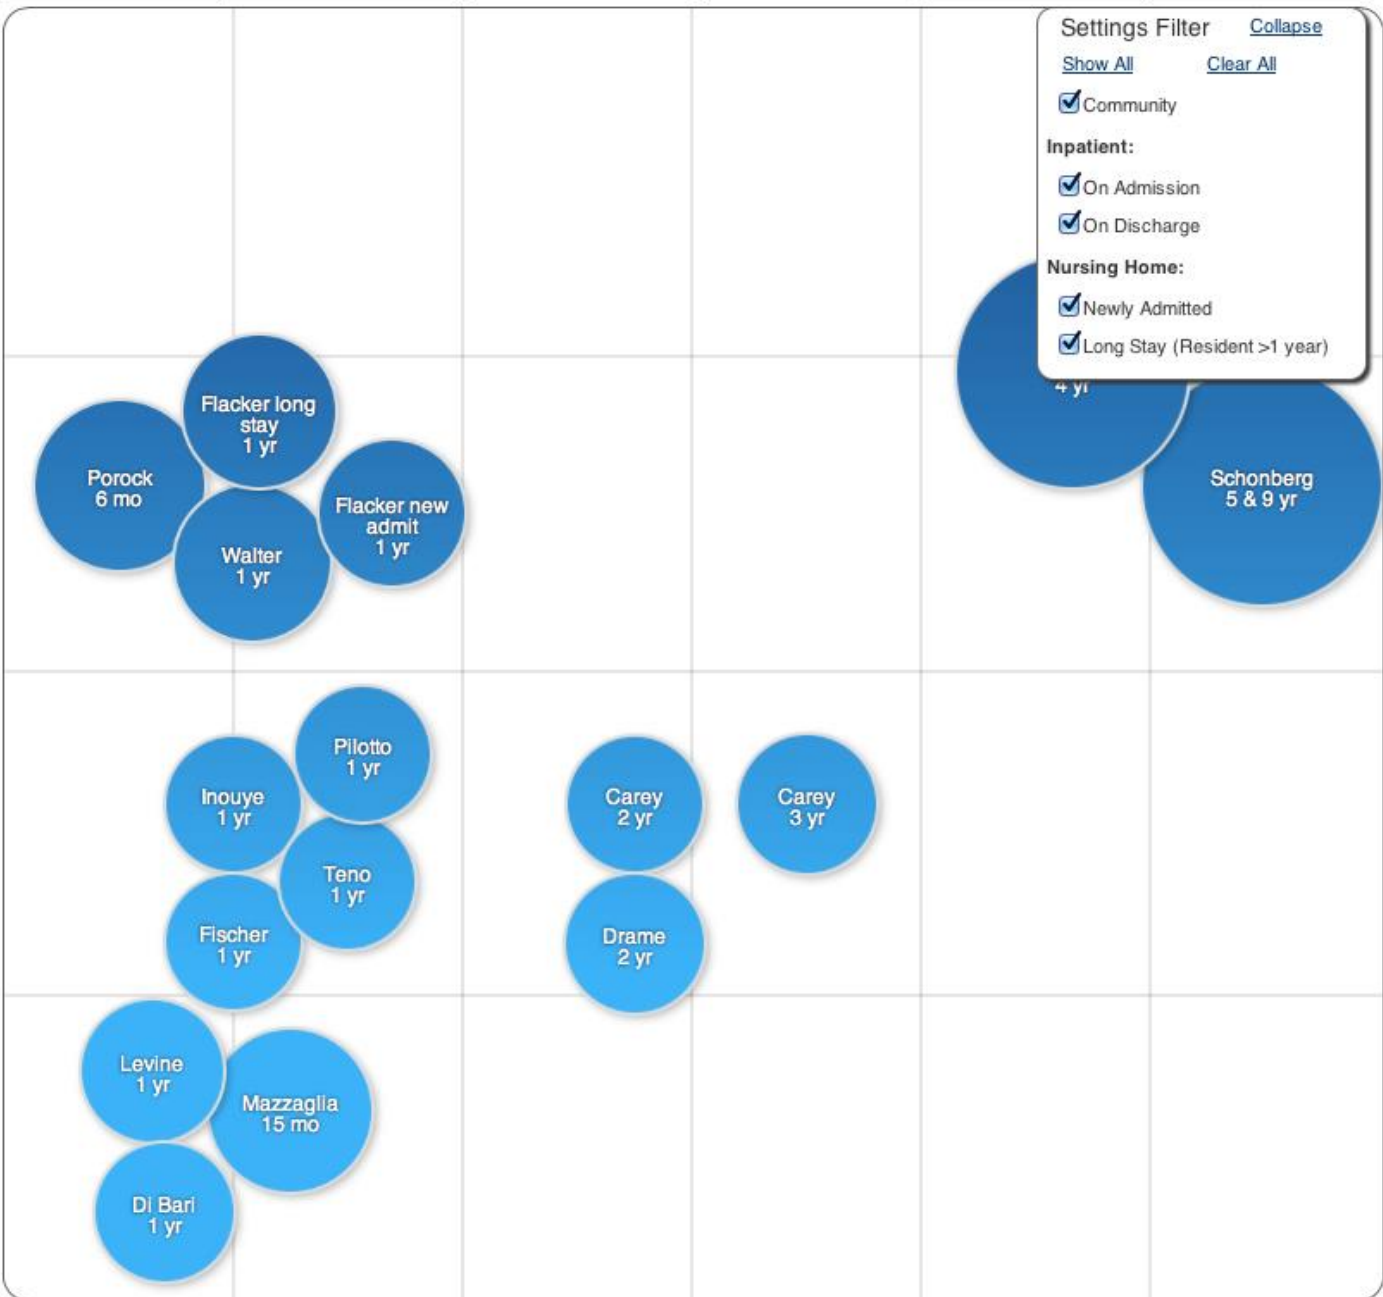 Settings Filter
Collapse
Show All
Clear All
Community
Inpatient:
On Admission
On Discharge
Nursing Home:
Newly Admitted
Long Stay (Resident >1 year)
4 yr
Flacker long
stay
1 yr
Porock
6 mo
Flacker new
admit
1 yr
Walter
1 yr
Schonberg
5 & 9 yr
Pilotto
1 yr
Inouye
1 yr
Carey
2 yr
Carey
3 yr
Teno
1 yr
Fischer
1 yr
Drame
2 yr
Levine
1 yr
Mazzaglia
15 mo
Di Bari
1 yr